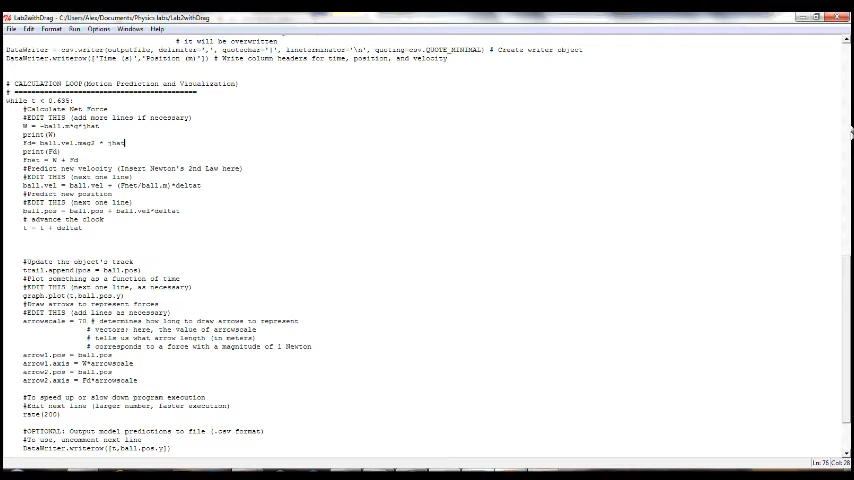 Lab2withDrag - C:/Users/Alex/Documents/Physics labs/Lab2withDrag
File Edit Format Run Options Windows Help
# it will be overwritten
DataWriter = csv.writer(outputfile, delimiter=',', quotechar='|', lineterminator='\n', quoting=csv.QUOTE_MINIMAL) # Create writer object
DataWriter.writerow(['Time (s)','Position (m)']) # Write column headers for time, position, and velocity
# CALCULATION LOOP(Motion Prediction and Visualization)
# ==========================================
while t < 0.635:
#Calculate Net Force
#EDIT THIS (add more lines if necessary)
W = -ball.m*g*jhat
print(W)
Fd= ball.vel.mag2 * jhat
print(Fd)
Fnet = W + Fd
#Predict new velocity (Insert Newton's 2nd Law here)
#EDIT THIS (next one line)
ball.vel = ball.vel + (Fnet/ball.m)*deltat
#Predict new position
#EDIT THIS (next one line)
ball.pos = ball.pos + ball.vel*deltat
# advance the clock
t = t + deltat
#Update the object's track
trail.append(pos = ball.pos)
#Plot something as a function of time
#EDIT THIS (next one line, as necessary)
graph.plot(t,ball.pos.y)
#Draw arrows to represent forces
#EDIT THIS (add lines as necessary)
arrowscale = 70 # determines how long to draw arrows to represent
# vectors; here, the value of arrowscale
# tells us what arrow length (in meters)
# corresponds to a force with a magnitude of 1 Newton
arrow1.pos = ball.pos
arrow1.axis = W*arrowscale
arrow2.pos = ball.pos
arrow2.axis = Fd*arrowscale
#To speed up or slow down program execution
#Edit next line (larger number, faster execution)
rate(200)
#OPTIONAL: Output model predictions to file (.csv format)
#To use, uncomment next line
DataWriter.writerow([t,ball.pos.y])
Ln: 76 Col: 28